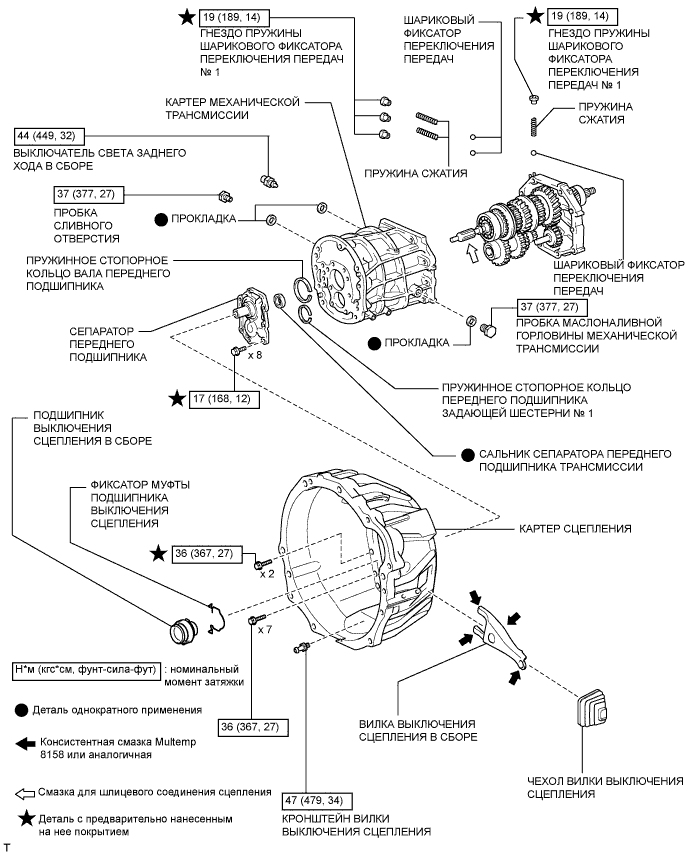 19 (189, 14)
ГНЕЗДО ПРУЖИНЫ
ШАРИКОВОГО ФИКСАТОРА
ПЕРЕКЛЮЧЕНИЯ ПЕРЕДАЧ
№ 1
ШАРИКОВЫЙ
ФИКСАТОР
ПЕРЕКЛЮЧЕНИЯ
ПЕРЕДАЧ
19 (189, 14)
ГНЕЗДО ПРУЖИНЫ
ШАРИКОВОГО
ФИКСАТОРА
ПЕРЕКЛЮЧЕНИЯ
ПЕРЕДАЧ № 1
КАРТЕР МЕХАНИЧЕСКОЙ
ТРАНСМИССИИ
ПРУЖИНА
СЖАТИЯ
44 (449, 32)
ВЫКЛЮЧАТЕЛЬ СВЕТА ЗАДНЕГО
ХОДА В СБОРЕ
ПРУЖИНА СЖАТИЯ
37 (377, 27)
ПРОБКА
СЛИВНОГО
ОТВЕРСТИЯ
ПРОКЛАДКА
ПРУЖИННОЕ СТОПОРНОЕ
КОЛЬЦО ВАЛА ПЕРЕДНЕГО
ПОДШИПНИКА
ШАРИКОВЫЙ ФИКСАТОР
ПЕРЕКЛЮЧЕНИЯ
ПЕРЕДАЧ
37 (377, 27)
ПРОБКА МАСЛОНАЛИВНОЙ
ГОРЛОВИНЫ МЕХАНИЧЕСКОЙ
ТРАНСМИССИИ
СЕПАРАТОР
ПЕРЕДНЕГО
ПОДШИПНИКА
x 8
ПРОКЛАДКА
17 (168, 12)
ПРУЖИННОЕ СТОПОРНОЕ КОЛЬЦО
ПЕРЕДНЕГО ПОДШИПНИКА
ЗАДАЮЩЕЙ ШЕСТЕРНИ № 1
ПОДШИПНИК
ВЫКЛЮЧЕНИЯ
СЦЕПЛЕНИЯ В СБОРЕ
САЛЬНИК СЕПАРАТОРА ПЕРЕДНЕГО
ПОДШИПНИКА ТРАНСМИССИИ
ФИКСАТОР МУФТЫ
ПОДШИПНИКА
ВЫКЛЮЧЕНИЯ
СЦЕПЛЕНИЯ
КАРТЕР СЦЕПЛЕНИЯ
36 (367, 27)
x 2
x 7
Н*м (кгс*см, фунт-сила-фут)
: номинальный
момент затяжки
36 (367, 27)
Деталь однократного применения
ВИЛКА ВЫКЛЮЧЕНИЯ
СЦЕПЛЕНИЯ В СБОРЕ
Консистентная смазка Multemp
8158 или аналогичная
ЧЕХОЛ ВИЛКИ ВЫКЛЮЧЕНИЯ
СЦЕПЛЕНИЯ
Смазка для шлицевого соединения сцепления
47 (479, 34)
КРОНШТЕЙН ВИЛКИ
ВЫКЛЮЧЕНИЯ СЦЕПЛЕНИЯ
Деталь с предварительно нанесенным
на нее покрытием
T